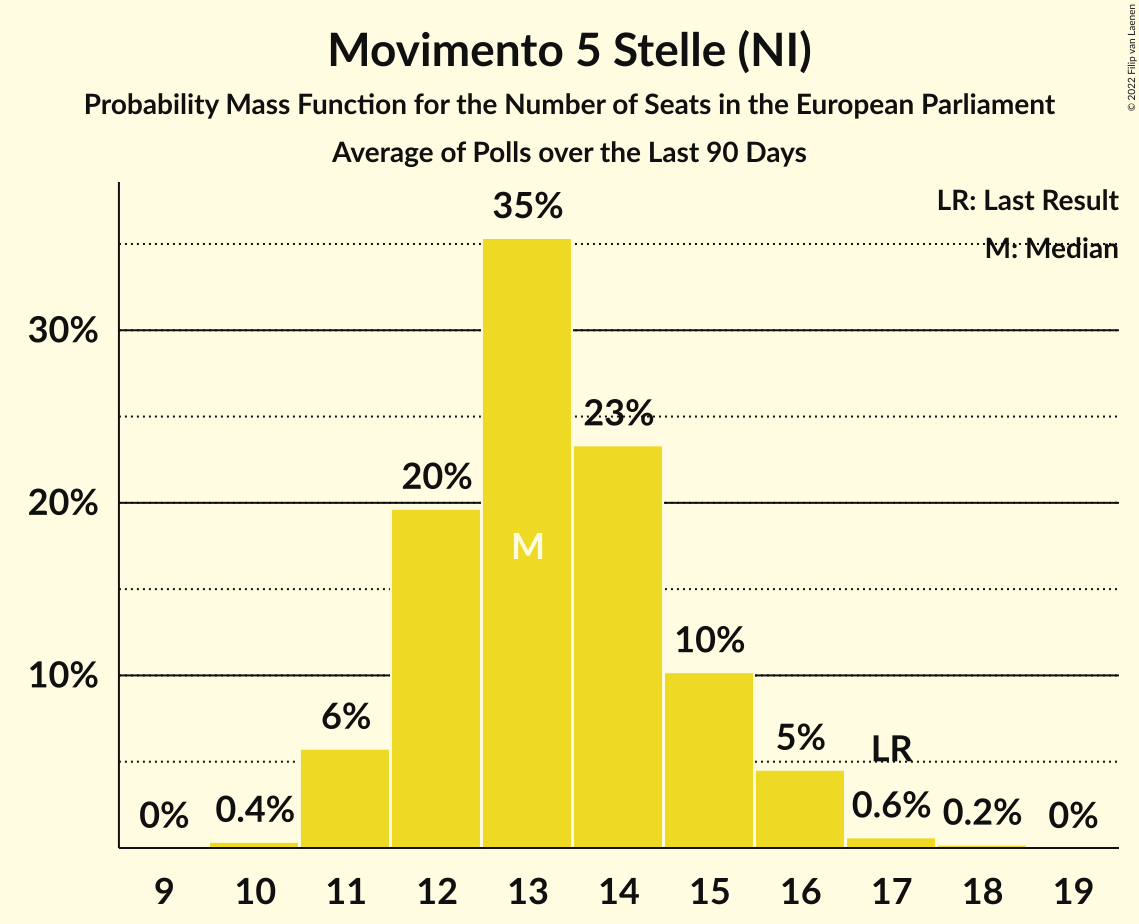 Movimento 5 Stelle (NI)
Probability Mass Function for the Number of Seats in the European Parliament
Average of Polls over the Last 90 Days
© 2022 Filip van Laenen
LR: Last Result
M: Median
30%
20%
10%
0%
0.4%
6%
20%
35%
M
23%
10%
5%
LR
0.6%
0.2%
0%
9 10 11 12 13 14 15 16 17 18 19